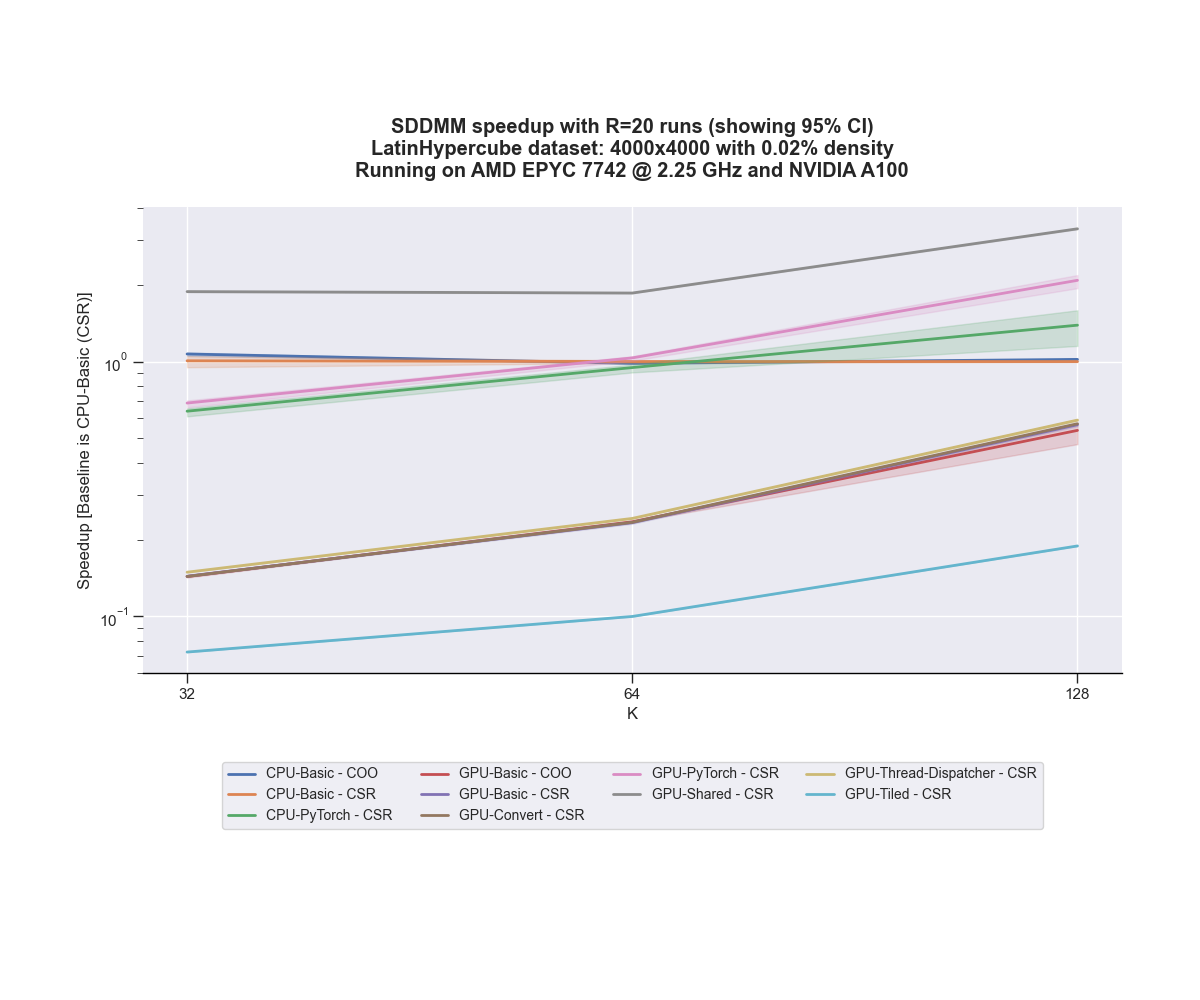 SDDMM speedup with R=20 runs (showing 95% CI)
LatinHypercube dataset: 4000x4000 with 0.02% density
Running on AMD EPYC 7742 @ 2.25 GHz and NVIDIA A100
Speedup [Baseline is CPU-Basic (CSR)]
10^0
10^-1
32
64
128
K
CPU-Basic - COO
CPU-Basic - CSR
CPU-PyTorch - CSR
GPU-Basic - COO
GPU-Basic - CSR
GPU-Convert - CSR
GPU-PyTorch - CSR
GPU-Shared - CSR
GPU-Thread-Dispatcher - CSR
GPU-Tiled - CSR